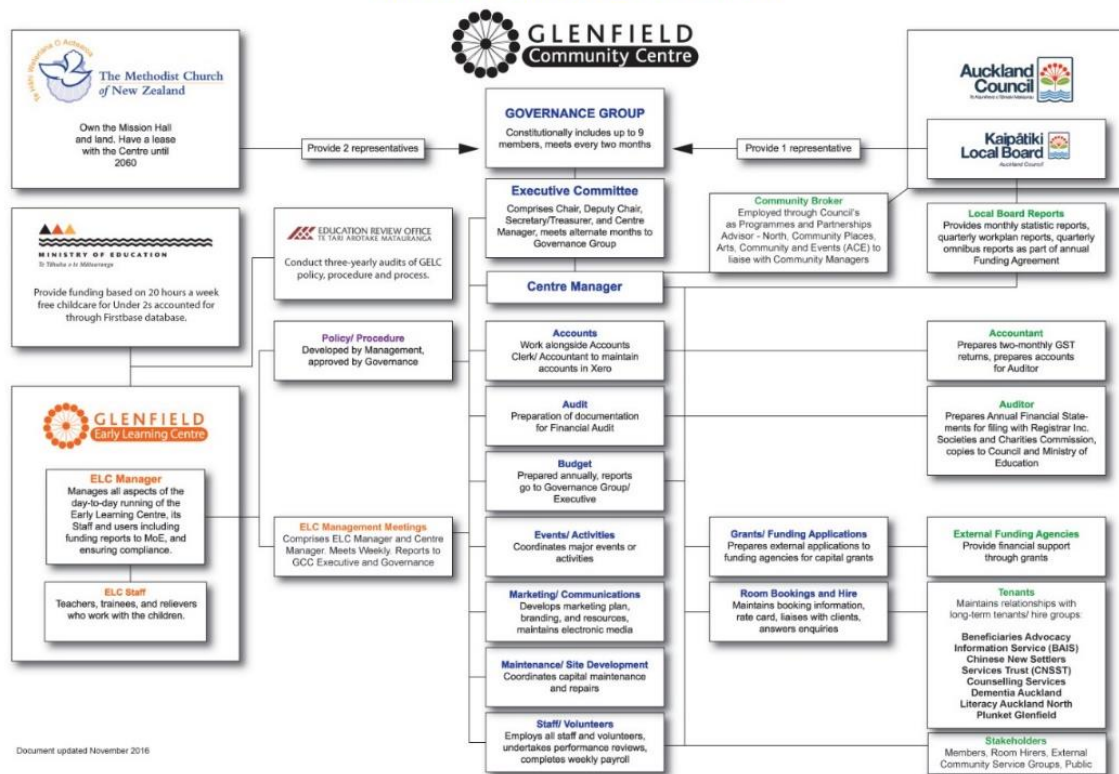 GLENFIELD
Community Centre
Te Hāhi Weteriana O Aotearoa
The Methodist Church
of New Zealand
Own the Mission Hall
and land. Have a lease
with the Centre until
2060
Provide 2 representatives
GOVERNANCE GROUP
Constitutionally includes up to 9
members, meets every two months
Provide 1 representative
Auckland
Council
Te Kaunihera o Tāmaki Makaurau
Kaipātiki
Local Board
Auckland Council
Executive Committee
Comprises Chair, Deputy Chair,
Secretary/Treasurer, and Centre
Manager, meets alternate months to
Governance Group
Community Broker
Employed through Council's
as Programmes and Partnerships
Advisor - North, Community Places,
Arts, Community and Events (ACE) to
liaise with Community Managers
Local Board Reports
Provides monthly statistic reports,
quarterly workplan reports, quarterly
omnibus reports as part of annual
Funding Agreement
MINISTRY OF EDUCATION
Te Tāhuhu o te Mātauranga
Provide funding based on 20 hours a week
free childcare for Under 2s accounted for
through Firstbase database.
EDUCATION REVIEW OFFICE
TE TARI AROTAKE MATAURANGA
Conduct three-yearly audits of GELC
policy, procedure and process.
Centre Manager
Policy/ Procedure
Developed by Management,
approved by Governance
Accounts
Work alongside Accounts
Clerk/ Accountant to maintain
accounts in Xero
Accountant
Prepares two-monthly GST
returns, prepares accounts
for Auditor
Audit
Preparation of documentation
for Financial Audit
Auditor
Prepares Annual Financial State-
ments for filing with Registrar Inc.
Societies and Charities Commission,
copies to Council and Ministry of
Education
GLENFIELD
Early Learning Centre
ELC Manager
Manages all aspects of the
day-to-day running of the
Early Learning Centre, its
Staff and users including
funding reports to MoE, and
ensuring compliance.
ELC Staff
Teachers, trainees, and relievers
who work with the children.
Budget
Prepared annually, reports
go to Governance Group/
Executive
ELC Management Meetings
Comprises ELC Manager and Centre
Manager. Meets Weekly. Reports to
GCC Executive and Governance
Events/ Activities
Coordinates major events or
activities
Grants/ Funding Applications
Prepares external applications to
funding agencies for capital grants
External Funding Agencies
Provide financial support
through grants
Marketing/ Communications
Develops marketing plan,
branding, and resources,
maintains electronic media
Room Bookings and Hire
Maintains booking information,
rate card, liaises with clients,
answers enquiries
Tenants
Maintains relationships with
long-term tenants/ hire groups:
Beneficiaries Advocacy
Information Service (BAIS)
Chinese New Settlers
Services Trust (CNSST)
Counselling Services
Dementia Auckland
Literacy Auckland North
Plunket Glenfield
Maintenance/ Site Development
Coordinates capital maintenance
and repairs
Staff/ Volunteers
Employs all staff and volunteers,
undertakes performance reviews,
completes weekly payroll
Stakeholders
Members, Room Hirers, External
Community Service Groups, Public
Document updated November 2016